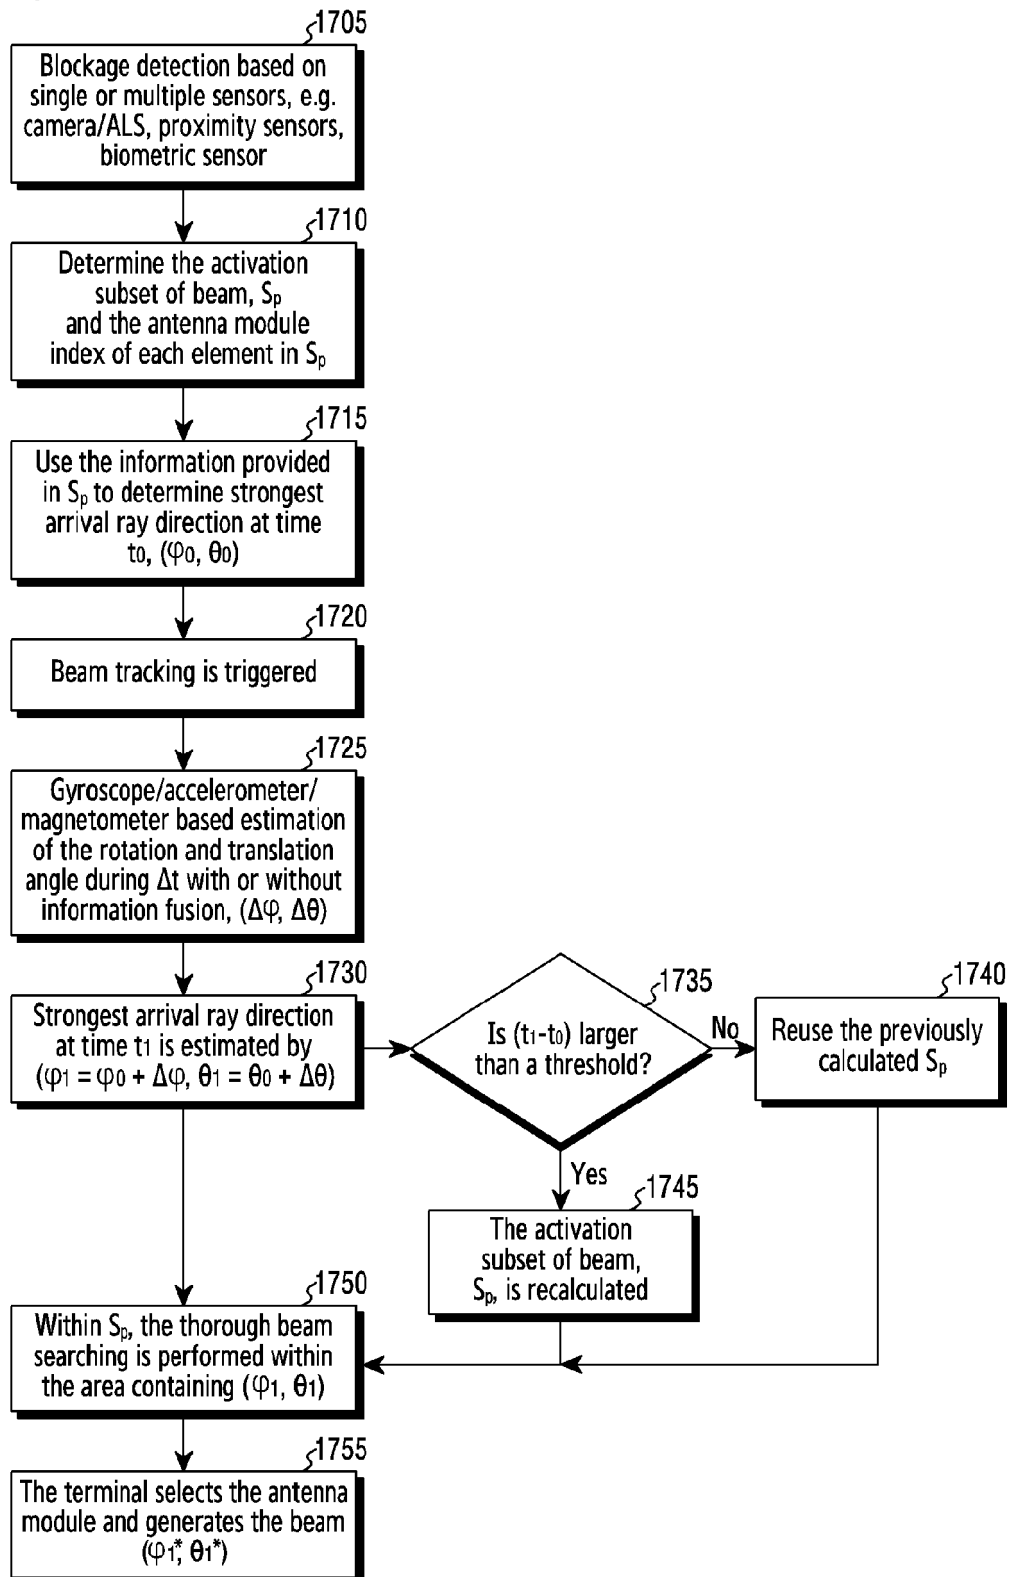 1705
Blockage detection based on
single or multiple sensors, e.g.
camera/ALS, proximity sensors,
biometric sensor
1710
Determine the activation
subset of beam, Sp
and the antenna module
index of each element in Sp
1715
Use the information provided
in Sp to determine strongest
arrival ray direction at time
t0, (φ0, θ0)
1720
Beam tracking is triggered
1725
Gyroscope/accelerometer/
magnetometer based estimation
of the rotation and translation
angle during Δt with or without
information fusion, (Δφ, Δθ)
1730
Strongest arrival ray direction
at time t1 is estimated by
(φ1 = φ0 + Δφ, θ1 = θ0 + Δθ)
1735
Is (t1-t0) larger
than a threshold?
No
1740
Reuse the previously
calculated Sp
Yes
1745
The activation
subset of beam,
Sp, is recalculated
1750
Within Sp, the thorough beam
searching is performed within
the area containing (φ1, θ1)
1755
The terminal selects the antenna
module and generates the beam
(φ1*, θ1*)